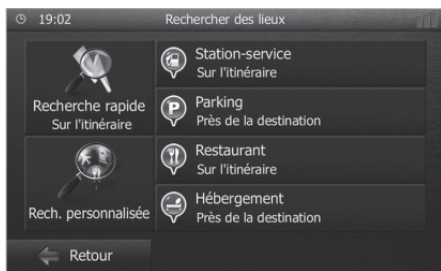 19:02 Rechercher des lieux
Recherche rapide
Sur l'itinéraire
Rech. personnalisée
Station-service
Sur l'itinéraire
P
Parking
Près de la destination
Restaurant
Sur l'itinéraire
Hébergement
Près de la destination
Retour